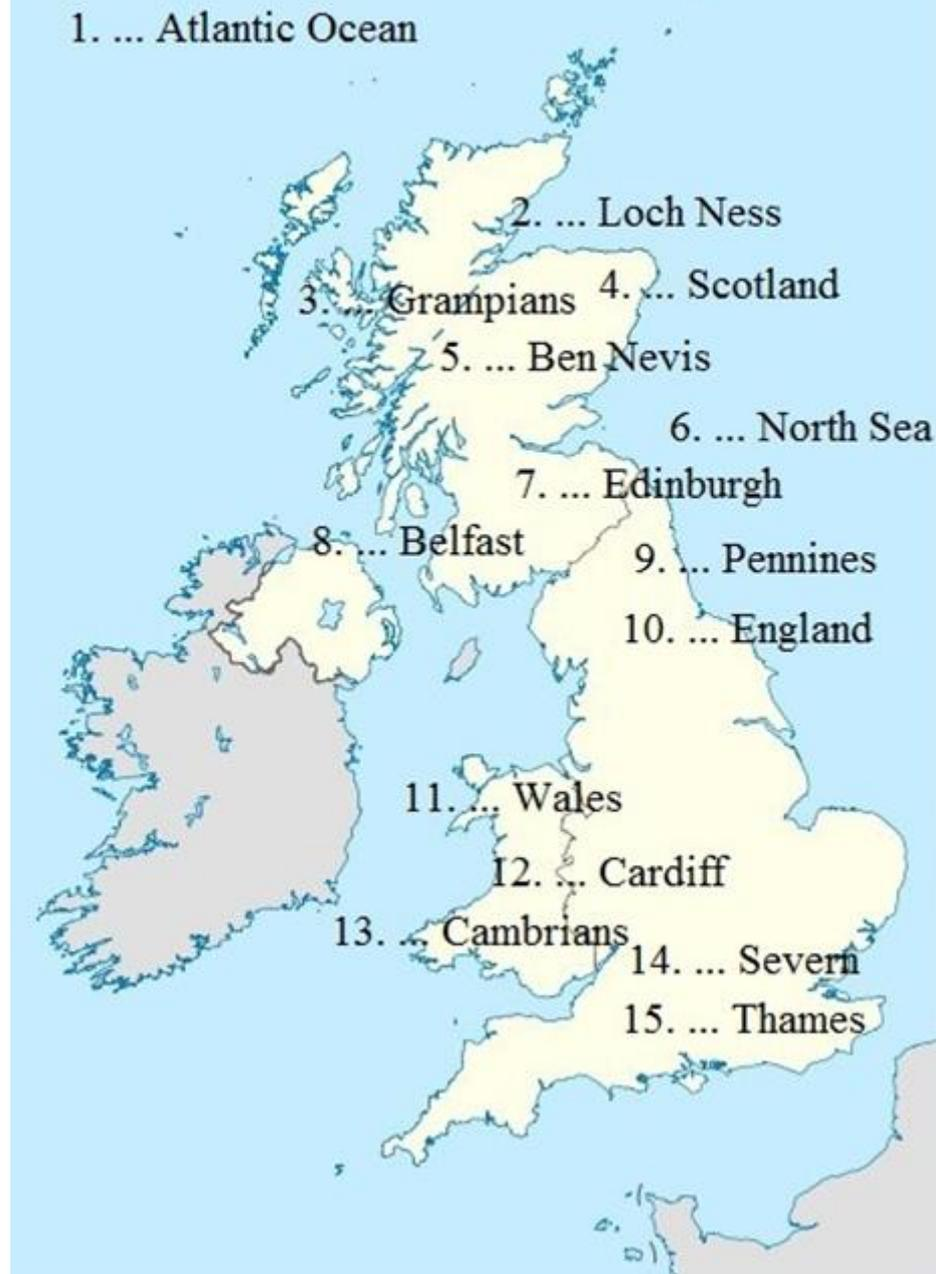 1. ... Atlantic Ocean
2. ... Loch Ness
3. ... Grampians
4. ... Scotland
5. ... Ben Nevis
6. ... North Sea
7. ... Edinburgh
8. ... Belfast
9. ... Pennines
10. ... England
11. ... Wales
12. ... Cardiff
13. ... Cambrians
14. ... Severn
15. ... Thames